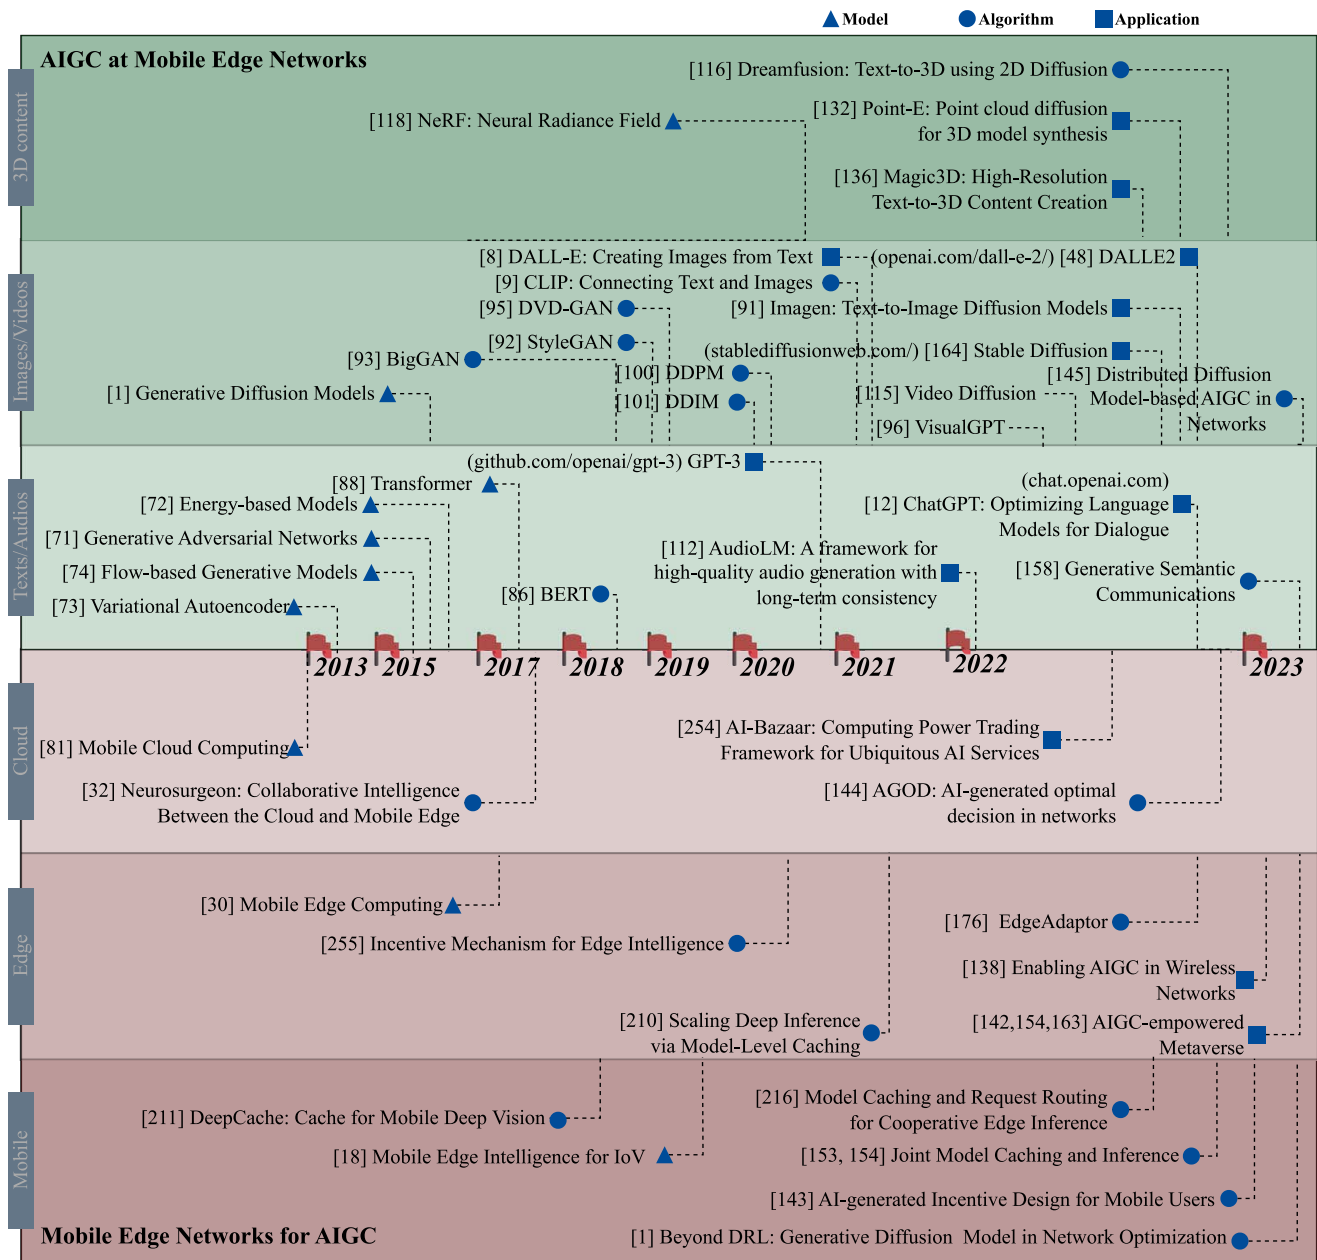 Model
Algorithm
Application
AIGC at Mobile Edge Networks
3D content
[116] Dreamfusion: Text-to-3D using 2D Diffusion
[118] NeRF: Neural Radiance Field
[132] Point-E: Point cloud diffusion
for 3D model synthesis
[136] Magic3D: High-Resolution
Text-to-3D Content Creation
Images/Videos
[8] DALL-E: Creating Images from Text
(openai.com/dall-e-2/) [48] DALLE2
[9] CLIP: Connecting Text and Images
[95] DVD-GAN
[91] Imagen: Text-to-Image Diffusion Models
[92] StyleGAN
[93] BigGAN
(stablediffusionweb.com/) [164] Stable Diffusion
[100] DDPM
[145] Distributed Diffusion
Model-based AIGC in
Networks
[1] Generative Diffusion Models
[101] DDIM
[115] Video Diffusion
[96] VisualGPT
Texts/Audios
(github.com/openai/gpt-3) GPT-3
[88] Transformer
(chat.openai.com)
[12] ChatGPT: Optimizing Language
Models for Dialogue
[72] Energy-based Models
[71] Generative Adversarial Networks
[112] AudioLM: A framework for
high-quality audio generation with
long-term consistency
[74] Flow-based Generative Models
[158] Generative Semantic
Communications
[86] BERT
[73] Variational Autoencoder
2013
2015
2017
2018
2019
2020
2021
2022
2023
Cloud
[81] Mobile Cloud Computing
[254] AI-Bazaar: Computing Power Trading
Framework for Ubiquitous AI Services
[32] Neurosurgeon: Collaborative Intelligence
Between the Cloud and Mobile Edge
[144] AGOD: AI-generated optimal
decision in networks
Edge
[30] Mobile Edge Computing
[255] Incentive Mechanism for Edge Intelligence
[176] EdgeAdaptor
[138] Enabling AIGC in Wireless
Networks
[210] Scaling Deep Inference
via Model-Level Caching
[142,154,163] AIGC-empowered
Metaverse
Mobile
[211] DeepCache: Cache for Mobile Deep Vision
[216] Model Caching and Request Routing
for Cooperative Edge Inference
[18] Mobile Edge Intelligence for IoV
[153, 154] Joint Model Caching and Inference
[143] AI-generated Incentive Design for Mobile Users
[1] Beyond DRL: Generative Diffusion Model in Network Optimization
Mobile Edge Networks for AIGC